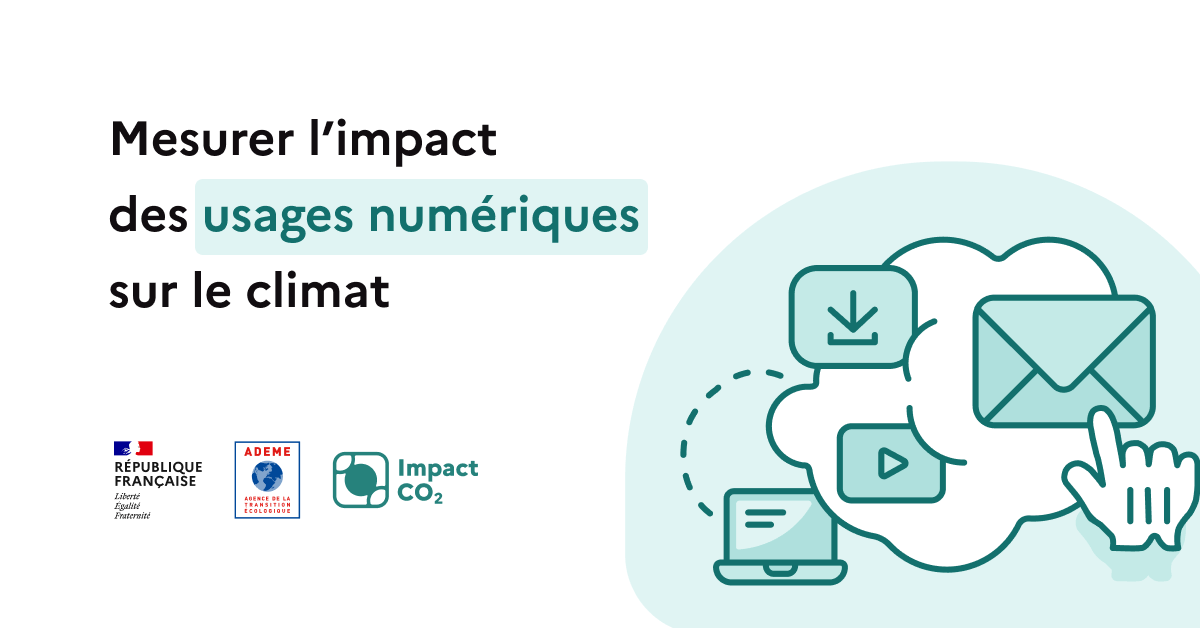 Mesurer l’impact
des usages numériques
sur le climat
RÉPUBLIQUE
FRANÇAISE
Liberté
Égalité
Fraternité
ADEME
AGENCE DE LA
TRANSITION
ÉCOLOGIQUE
Impact
CO₂